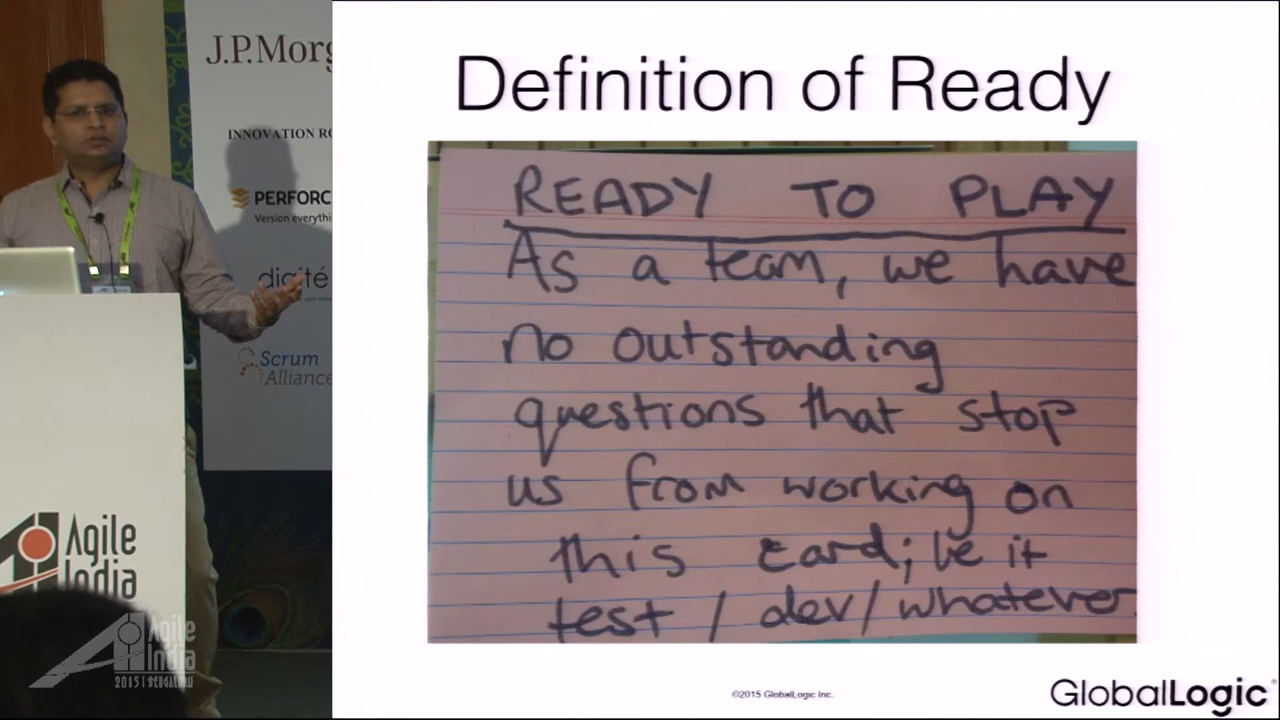 J.P.Morg
INNOVATION RO
PERFORC
Version everythi
digité
Scrum
Alliance
Agile
India
Agile
India
2015 | BENGALURU
Definition of Ready
READY TO PLAY
As a team, we have
no outstanding
questions that stop
us from working on
this card; be it
test / dev / whatever
©2015 GlobalLogic Inc.
GlobalLogic